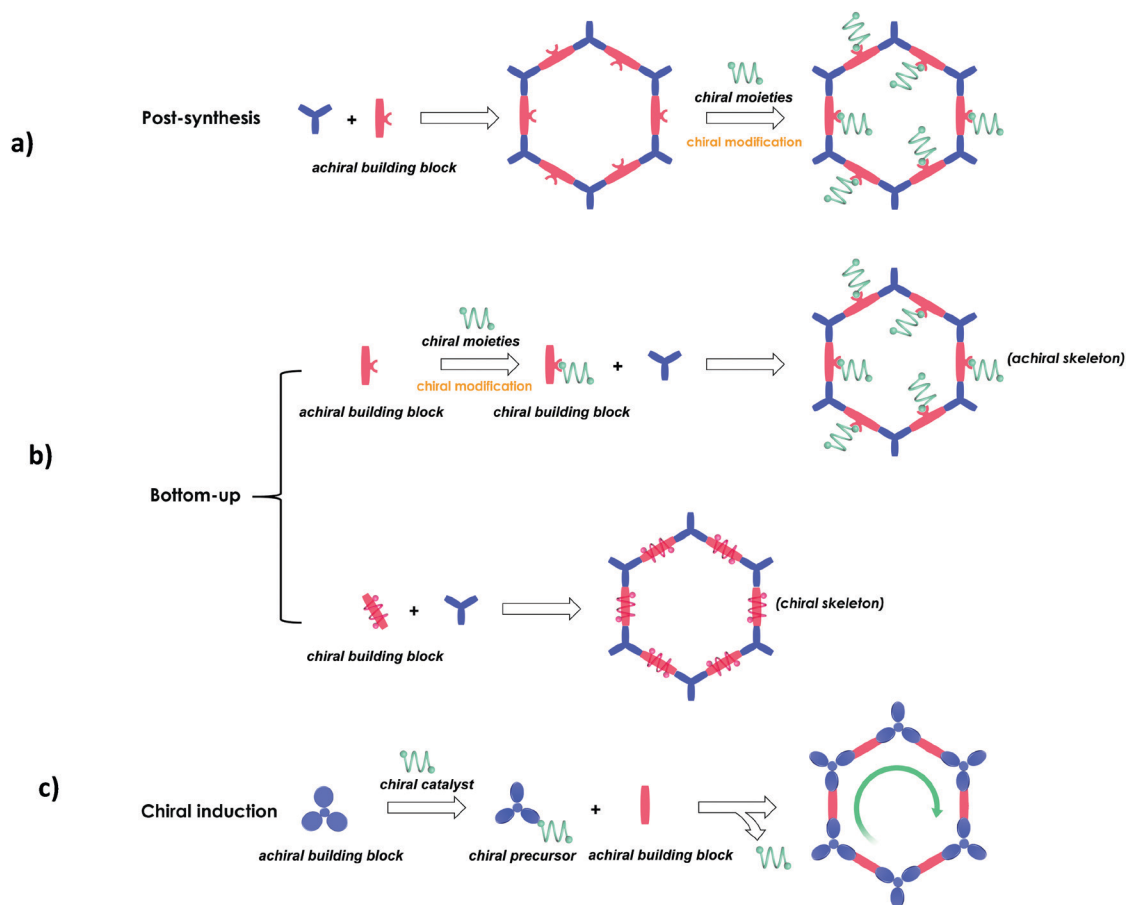 a)
Post-synthesis
+
achiral building block
chiral moieties
chiral modification
b)
Bottom-up
chiral moieties
chiral modification
achiral building block
+
chiral building block
(achiral skeleton)
+
chiral building block
(chiral skeleton)
c)
Chiral induction
achiral building block
chiral catalyst
chiral precursor
+
achiral building block